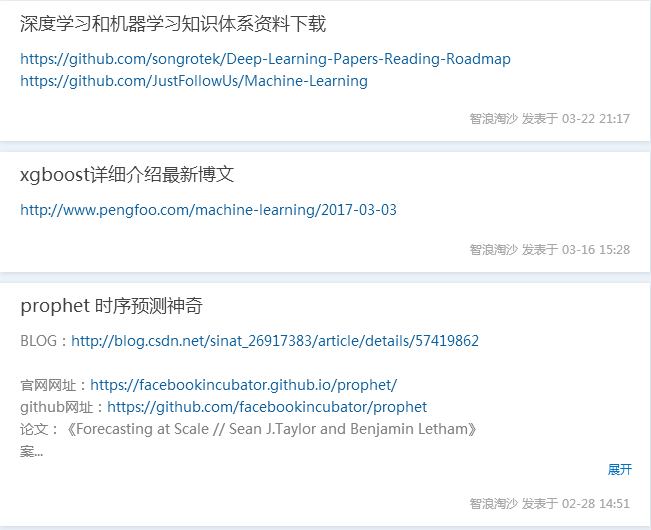 深度学习和机器学习知识体系资料下载
https://github.com/songrotek/Deep-Learning-Papers-Reading-Roadmap
https://github.com/JustFollowUs/Machine-Learning
智浪淘沙 发表于 03-22 21:17
xgboost详细介绍最新博文
http://www.pengfoo.com/machine-learning/2017-03-03
智浪淘沙 发表于 03-16 15:28
prophet 时序预测神奇
BLOG：http://blog.csdn.net/sinat_26917383/article/details/57419862
官网网址：https://facebookincubator.github.io/prophet/
github网址：https://github.com/facebookincubator/prophet
论文：《Forecasting at Scale // Sean J.Taylor and Benjamin Letham》
案...
展开
智浪淘沙 发表于 02-28 14:51